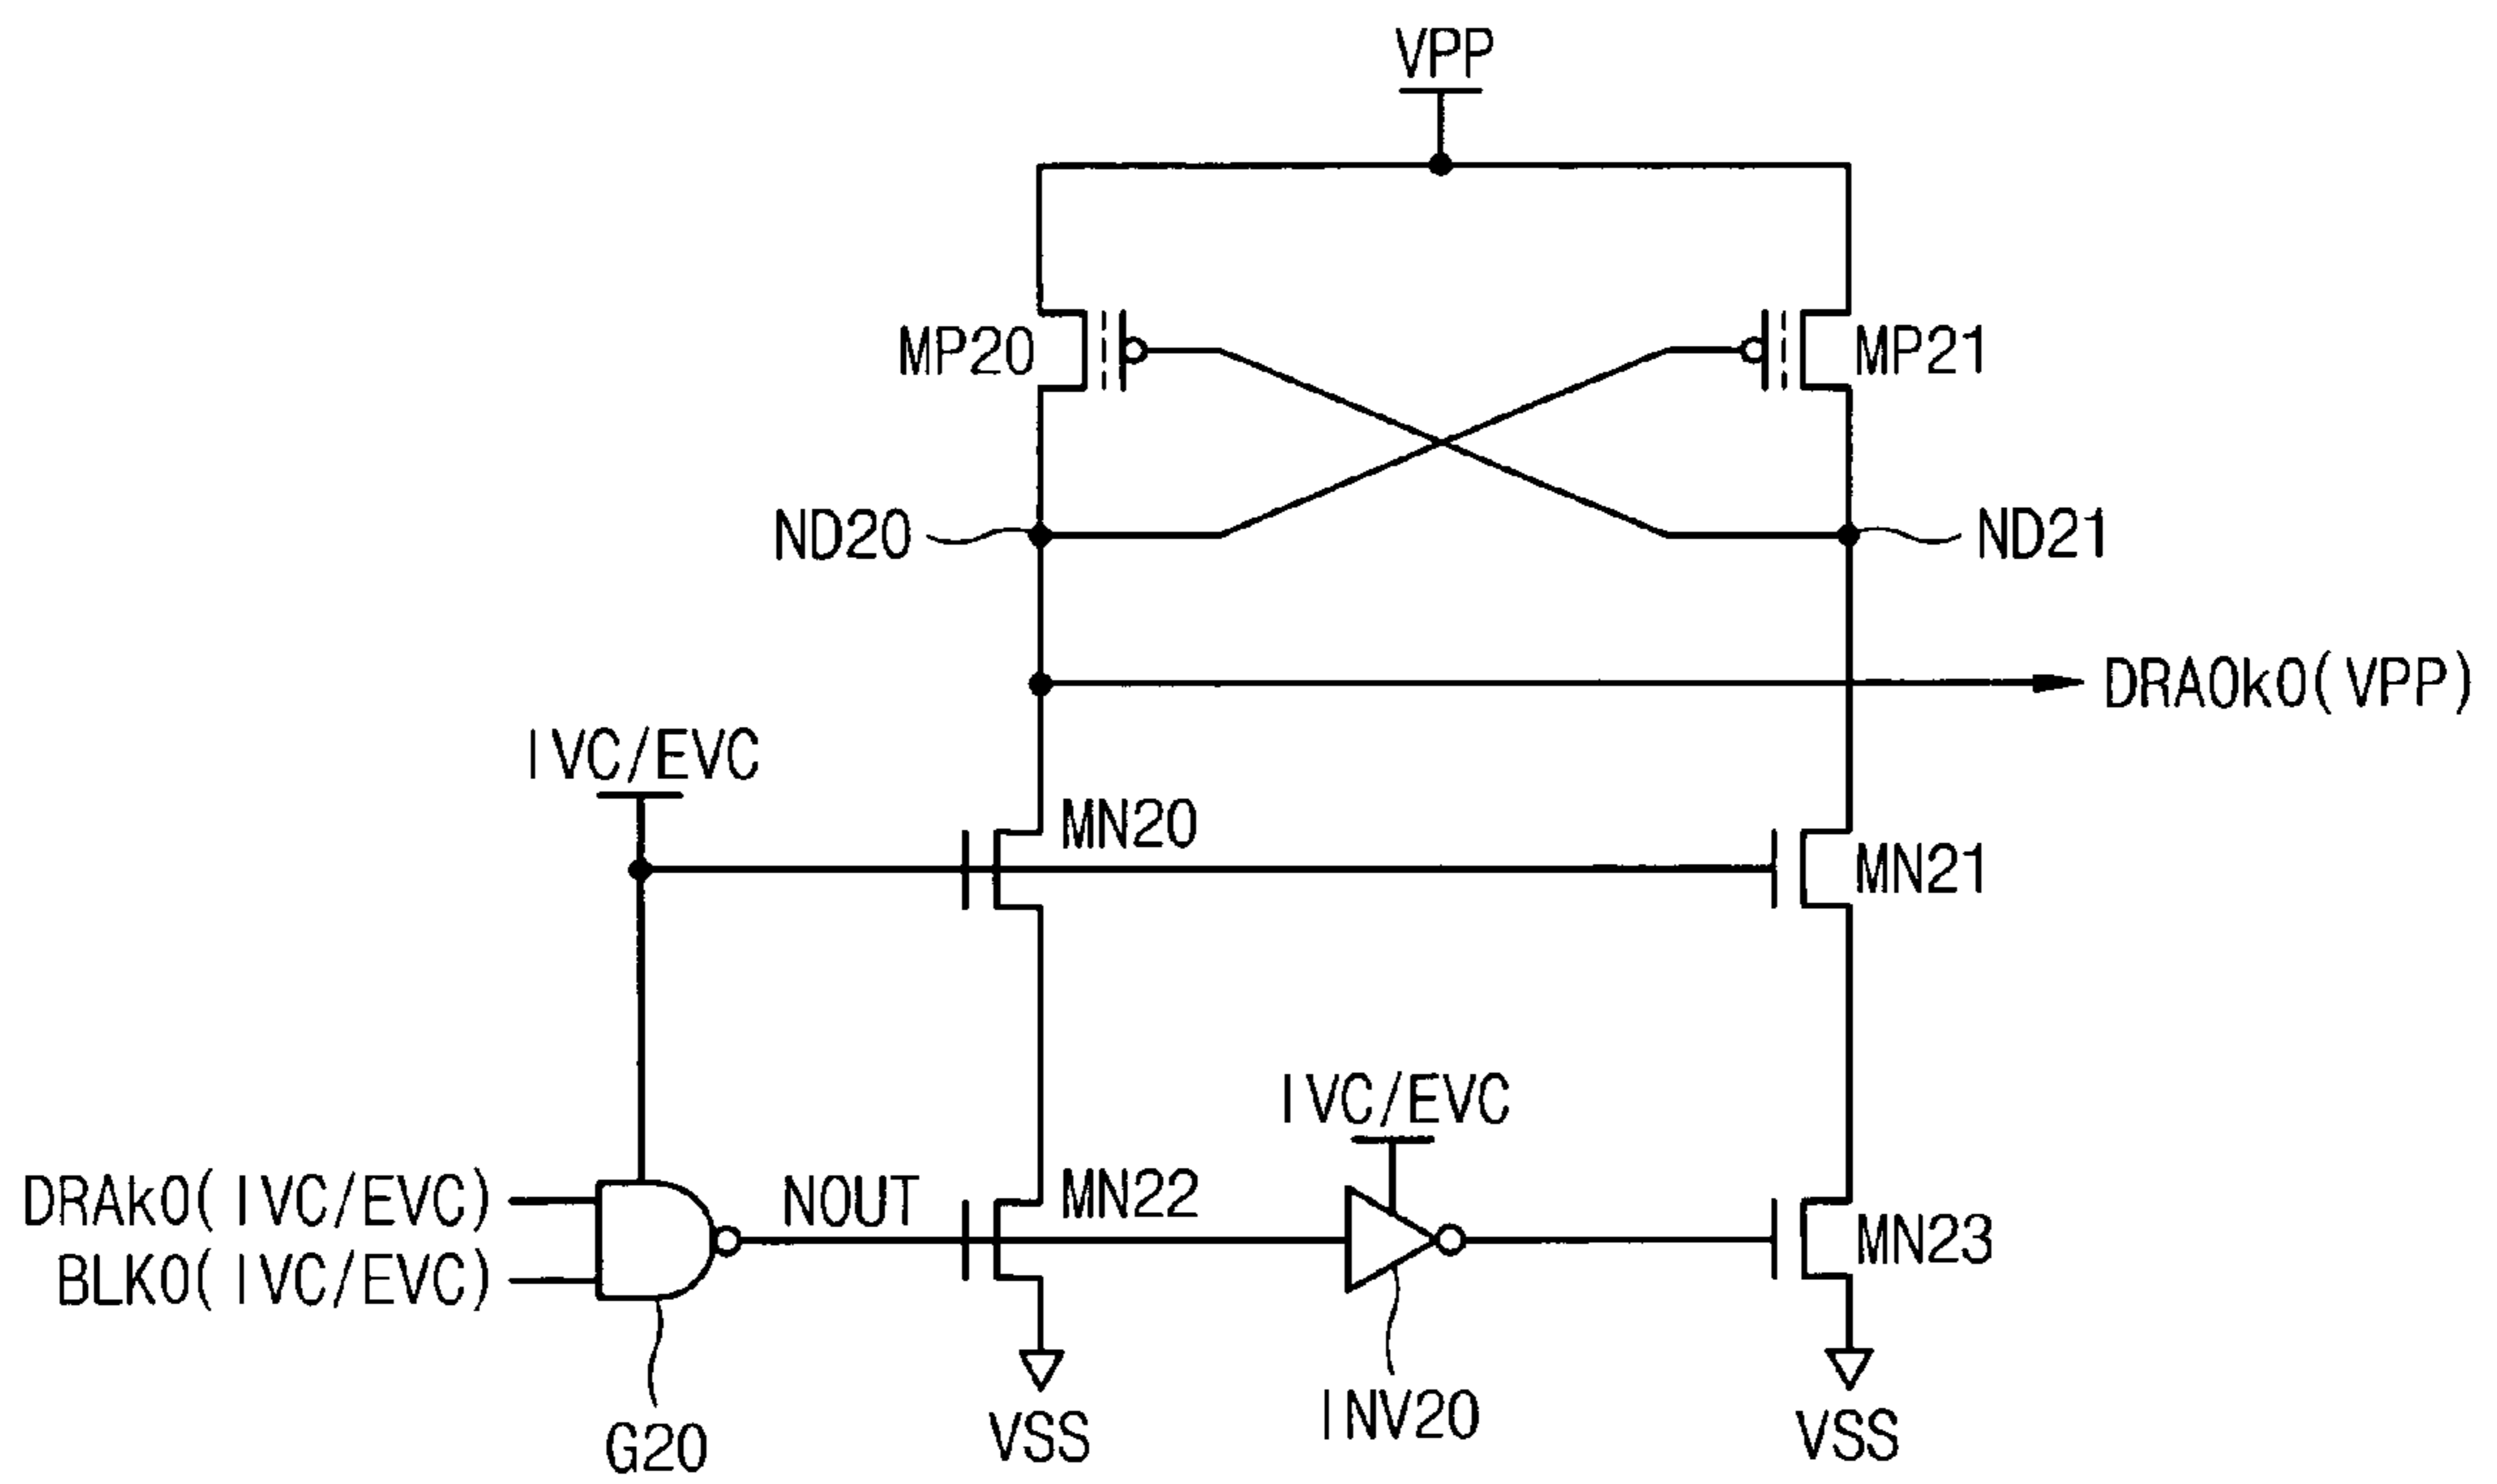 VPP
MP20
MP21
ND20
ND21
DRA0k0(VPP)
IVC/EVC
MN20
MN21
IVC/EVC
DRAk0(IVC/EVC)
NOUT
MN22
MN23
BLK0(IVC/EVC)
INV20
G20
VSS
VSS